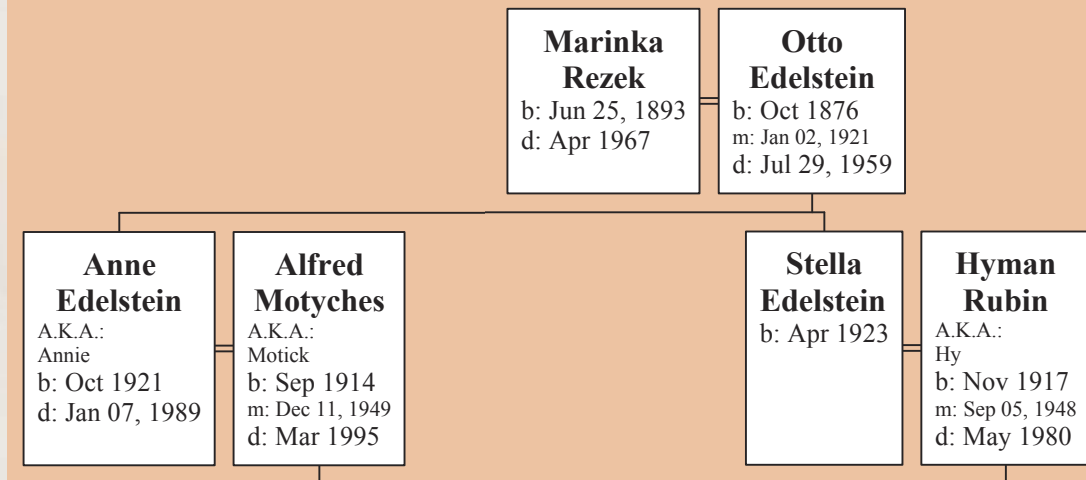 Marinka
Rezek
b: Jun 25, 1893
d: Apr 1967
Otto
Edelstein
b: Oct 1876
m: Jan 02, 1921
d: Jul 29, 1959
Anne
Edelstein
A.K.A.:
Annie
b: Oct 1921
d: Jan 07, 1989
Alfred
Motyches
A.K.A.:
Motick
b: Sep 1914
m: Dec 11, 1949
d: Mar 1995
Stella
Edelstein
b: Apr 1923
Hyman
Rubin
A.K.A.:
Hy
b: Nov 1917
m: Sep 05, 1948
d: May 1980